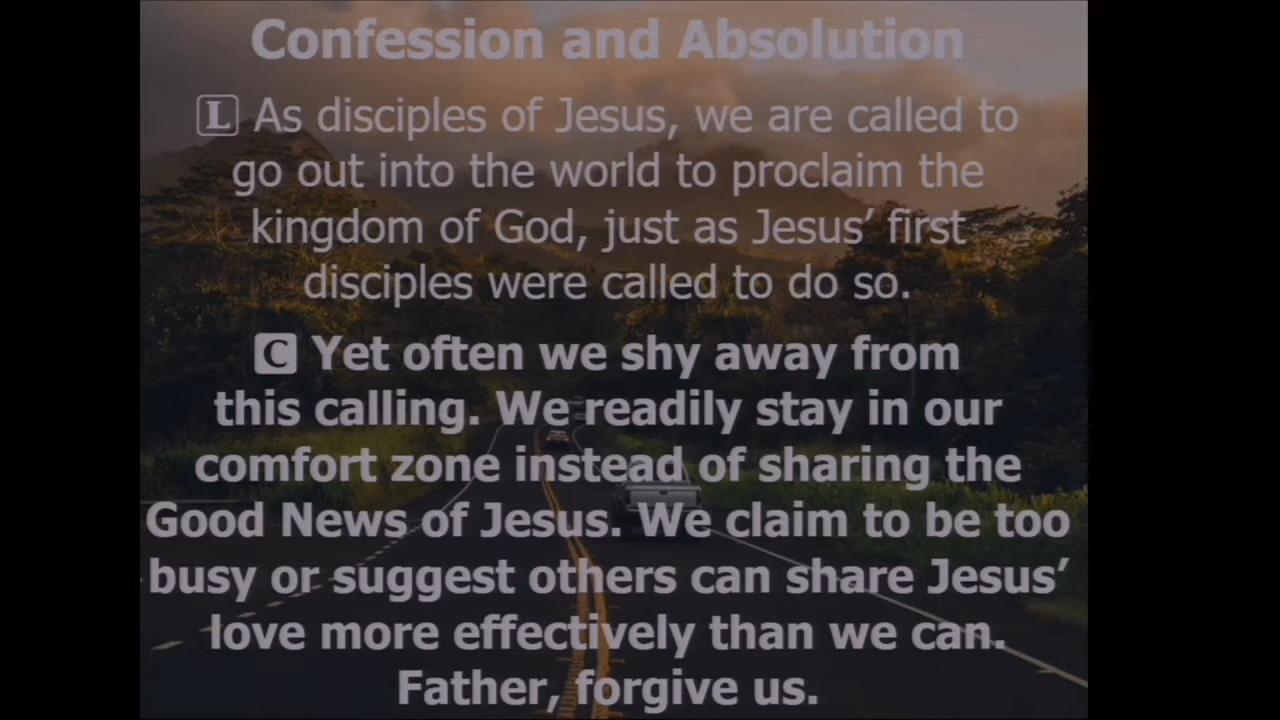 Confession and Absolution
L As disciples of Jesus, we are called to
go out into the world to proclaim the
kingdom of God, just as Jesus’ first
disciples were called to do so.
C Yet often we shy away from
this calling. We readily stay in our
comfort zone instead of sharing the
Good News of Jesus. We claim to be too
busy or suggest others can share Jesus’
love more effectively than we can.
Father, forgive us.